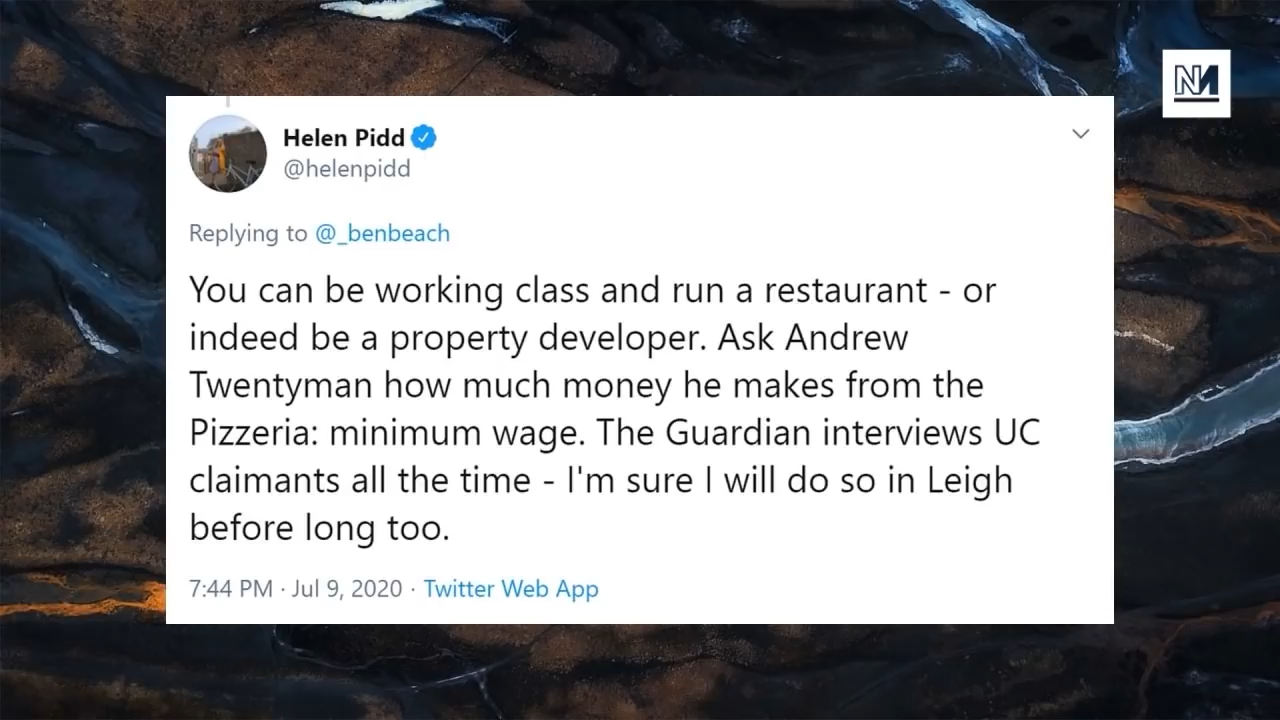 Helen Pidd
@helenpidd
Replying to @_benbeach
You can be working class and run a restaurant - or
indeed be a property developer. Ask Andrew
Twentyman how much money he makes from the
Pizzeria: minimum wage. The Guardian interviews UC
claimants all the time - I'm sure I will do so in Leigh
before long too.
7:44 PM · Jul 9, 2020 · Twitter Web App